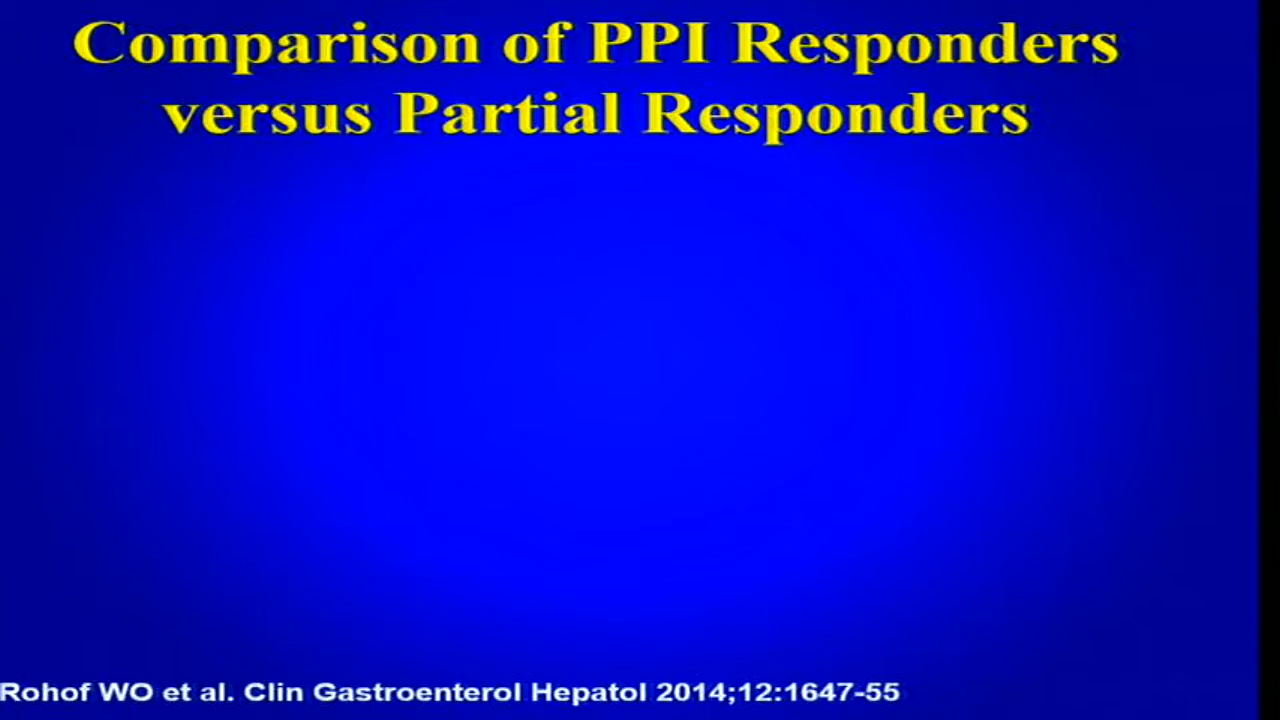 Comparison of PPI Responders
versus Partial Responders
Rohof WO et al. Clin Gastroenterol Hepatol 2014;12:1647-55